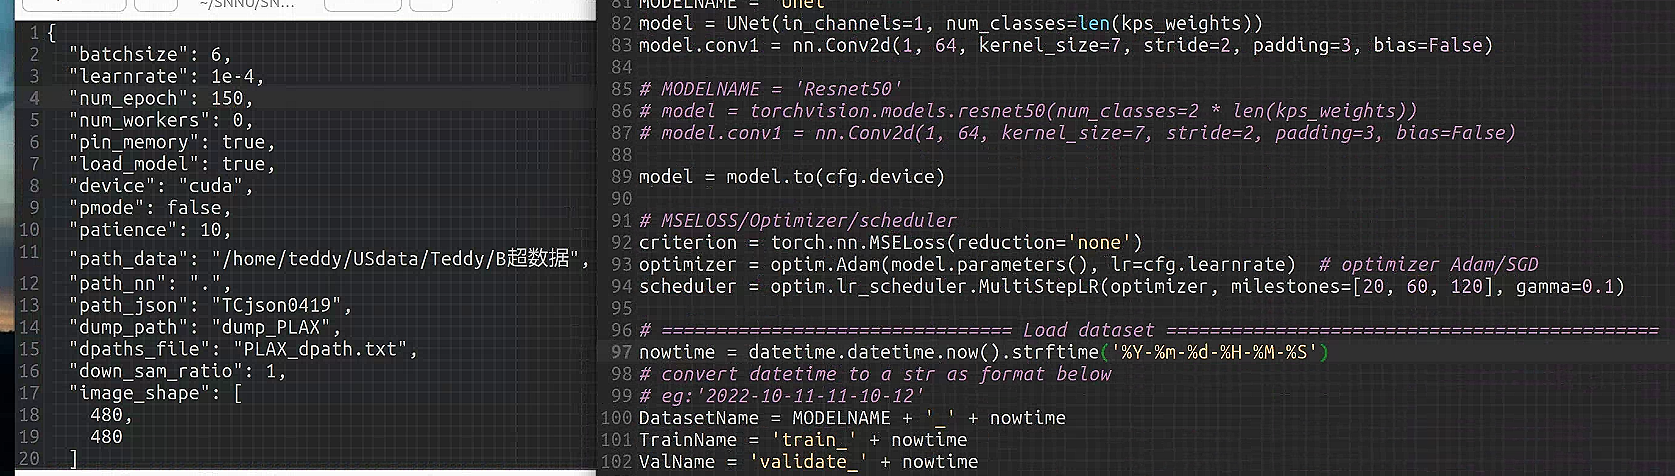 ~/SNNU/SN...
1 {
2 "batchsize": 6,
3 "learnrate": 1e-4,
4 "num_epoch": 150,
5 "num_workers": 0,
6 "pin_memory": true,
7 "load_model": true,
8 "device": "cuda",
9 "pmode": false,
10 "patience": 10,
11 "path_data": "/home/teddy/USdata/Teddy/B超数据",
12 "path_nn": ".",
13 "path_json": "TCjson0419",
14 "dump_path": "dump_PLAX",
15 "dpaths_file": "PLAX_dpath.txt",
16 "down_sam_ratio": 1,
17 "image_shape": [
18 480,
19 480
20 ]
81 MODELNAME = 'Unet'
82 model = UNet(in_channels=1, num_classes=len(kps_weights))
83 model.conv1 = nn.Conv2d(1, 64, kernel_size=7, stride=2, padding=3, bias=False)
84
85 # MODELNAME = 'Resnet50'
86 # model = torchvision.models.resnet50(num_classes=2 * len(kps_weights))
87 # model.conv1 = nn.Conv2d(1, 64, kernel_size=7, stride=2, padding=3, bias=False)
88
89 model = model.to(cfg.device)
90
91 # MSELOSS/Optimizer/scheduler
92 criterion = torch.nn.MSELoss(reduction='none')
93 optimizer = optim.Adam(model.parameters(), lr=cfg.learnrate)  # optimizer Adam/SGD
94 scheduler = optim.lr_scheduler.MultiStepLR(optimizer, milestones=[20, 60, 120], gamma=0.1)
95
96 # ================================ Load dataset =============================================
97 nowtime = datetime.datetime.now().strftime('%Y-%m-%d-%H-%M-%S')
98 # convert datetime to a str as format below
99 # eg:'2022-10-11-11-10-12'
100 DatasetName = MODELNAME + '_' + nowtime
101 TrainName = 'train_' + nowtime
102 ValName = 'validate_' + nowtime